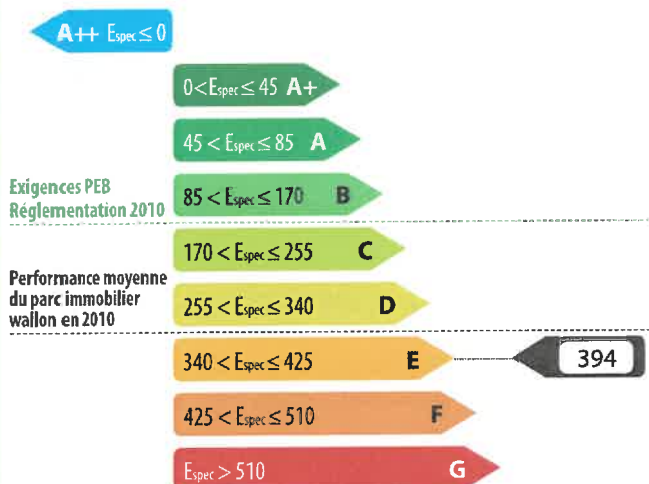 A++ Espec ≤ 0
0 < Espec ≤ 45 A+
45 < Espec ≤ 85 A
Exigences PEB
Réglementation 2010
85 < Espec ≤ 170 B
170 < Espec ≤ 255 C
Performance moyenne
du parc immobilier
wallon en 2010
255 < Espec ≤ 340 D
340 < Espec ≤ 425 E
394
425 < Espec ≤ 510 F
Espec > 510 G